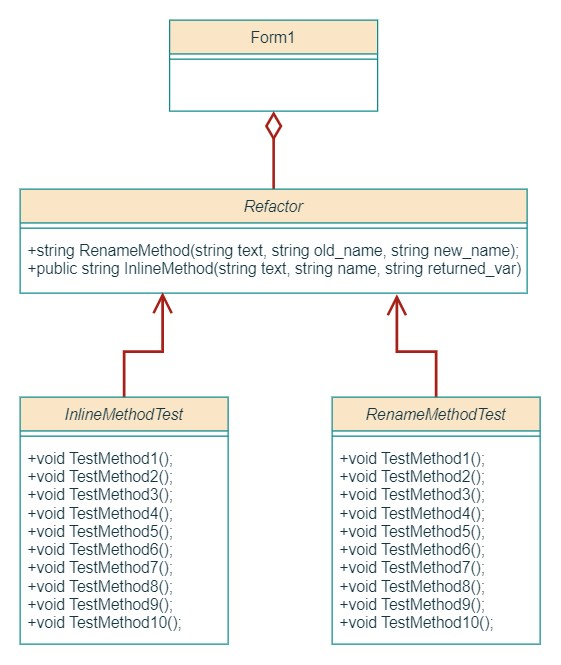 Form1
Refactor
+string RenameMethod(string text, string old_name, string new_name);
+public string InlineMethod(string text, string name, string returned_var)
InlineMethodTest
+void TestMethod1();
+void TestMethod2();
+void TestMethod3();
+void TestMethod4();
+void TestMethod5();
+void TestMethod6();
+void TestMethod7();
+void TestMethod8();
+void TestMethod9();
+void TestMethod10();
RenameMethodTest
+void TestMethod1();
+void TestMethod2();
+void TestMethod3();
+void TestMethod4();
+void TestMethod5();
+void TestMethod6();
+void TestMethod7();
+void TestMethod8();
+void TestMethod9();
+void TestMethod10();